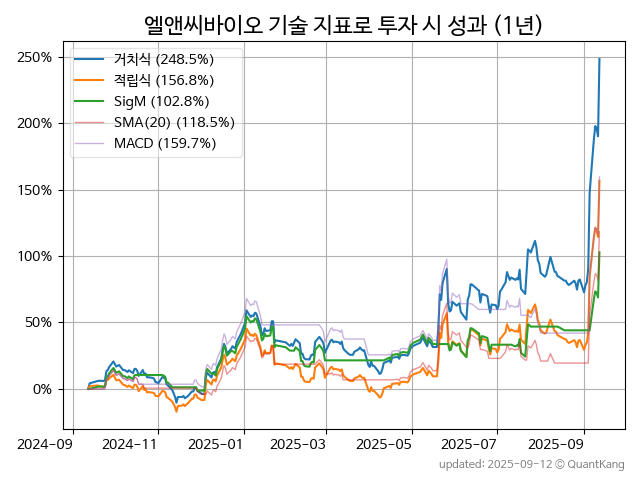 엘앤씨바이오 기술 지표로 투자 시 성과 (1년)
거치식 (248.5%)
적립식 (156.8%)
SigM (102.8%)
SMA(20) (118.5%)
MACD (159.7%)
250%
200%
150%
100%
50%
0%
2024-09 2024-11 2025-01 2025-03 2025-05 2025-07 2025-09
updated: 2025-09-12 © QuantKang